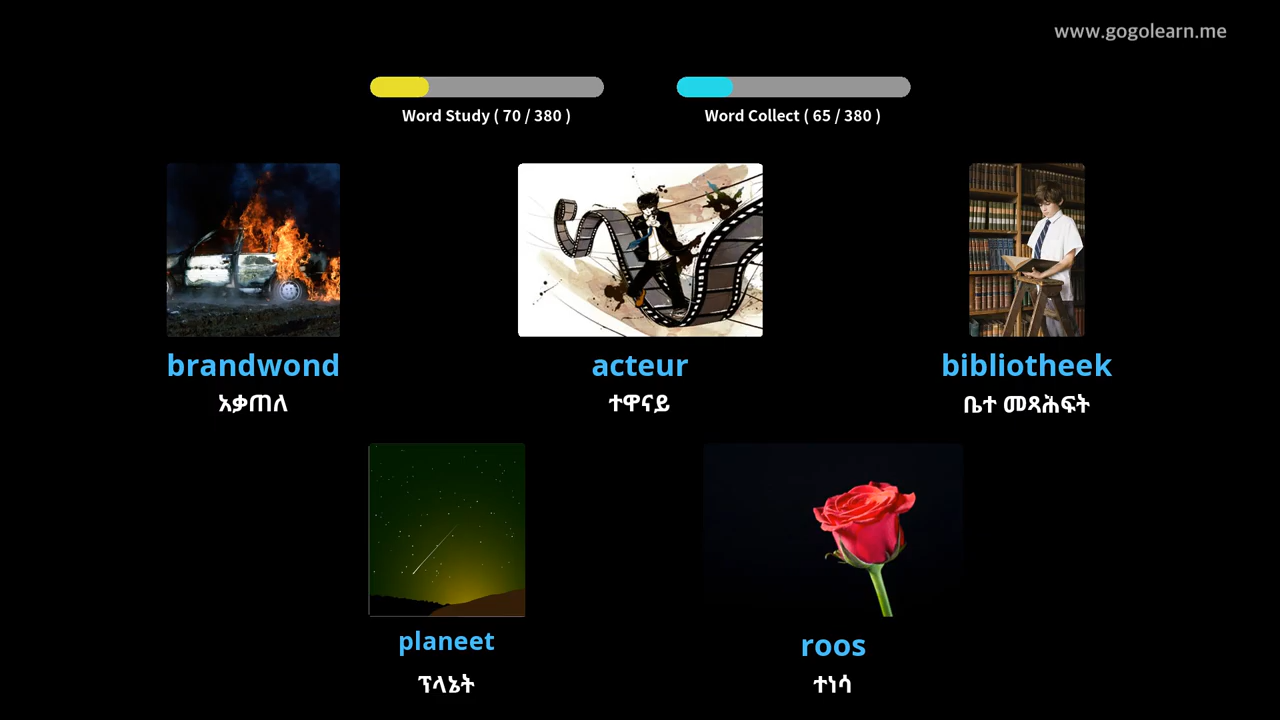 www.gogolearn.me
Word Study ( 70 / 380 )
Word Collect ( 65 / 380 )
brandwond
አቃጠለ
acteur
ተዋናይ
bibliotheek
ቤተ መጻሕፍት
planeet
ፕላኔት
roos
ተነሳ